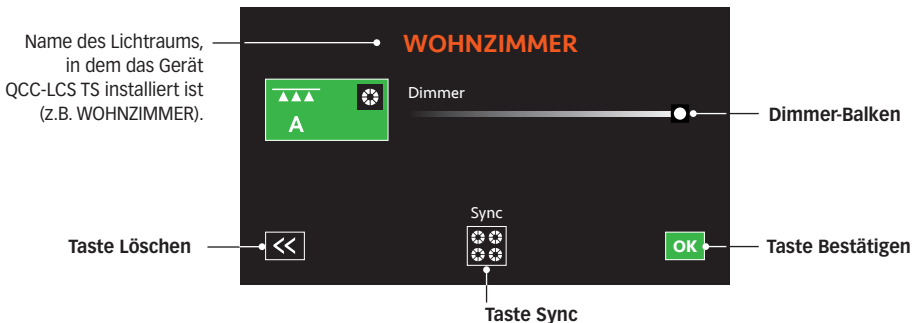 Name des Lichtraums,
in dem das Gerät
QCC-LCS TS installiert ist
(z.B. WOHNZIMMER).
WOHNZIMMER
A
Dimmer
Dimmer-Balken
Taste Löschen
Sync
OK
Taste Bestätigen
Taste Sync